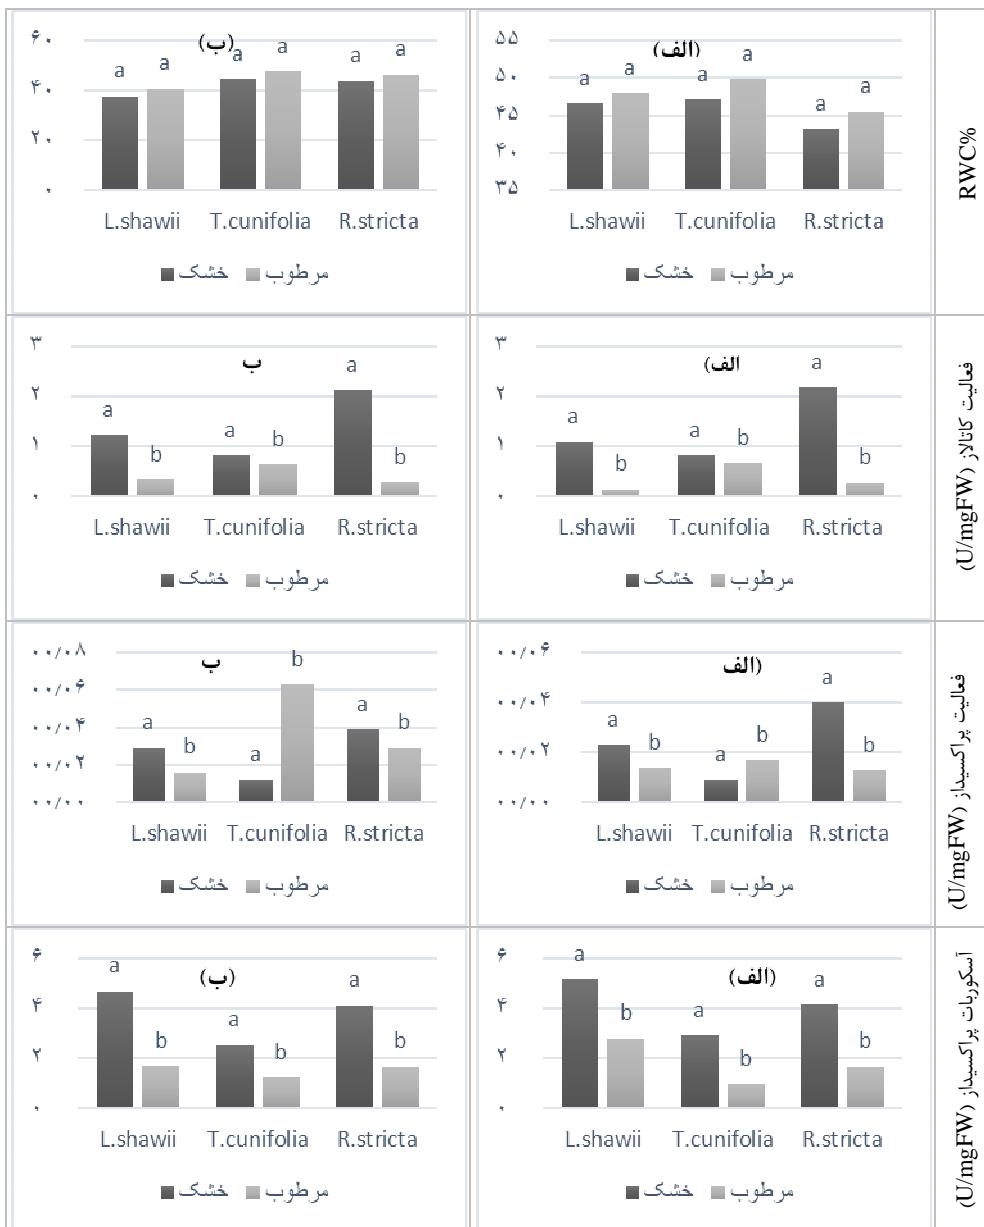 RWC%
(الف)
۵۵
۵۰
۴۵
۴۰
۳۵
a a a a a a
L.shawii T.cunifolia R.stricta
خشک مرطوب
(ب)
۶۰
۴۰
۲۰
۰
a a a a a a
L.shawii T.cunifolia R.stricta
خشک مرطوب
فعالیت کاتالاز (U/mgFW)
الف)
۳
۲
۱
۰
a b a b a b
L.shawii T.cunifolia R.stricta
خشک مرطوب
ب
۳
۲
۱
۰
a b a b a b
L.shawii T.cunifolia R.stricta
خشک مرطوب
فعالیت پراکسیداز (U/mgFW)
(الف
۰۰/۰۶
۰۰/۰۴
۰۰/۰۲
۰۰/۰۰
a b a b a b
L.shawii T.cunifolia R.stricta
خشک مرطوب
ب
۰۰/۰۸
۰۰/۰۶
۰۰/۰۴
۰۰/۰۲
۰۰/۰۰
a b a b a b
L.shawii T.cunifolia R.stricta
خشک مرطوب
آسکوربات پراکسیداز (U/mgFW)
(الف)
۶
۴
۲
۰
a b a b a b
L.shawii T.cunifolia R.stricta
خشک مرطوب
(ب)
۶
۴
۲
۰
a b a b a b
L.shawii T.cunifolia R.stricta
خشک مرطوب